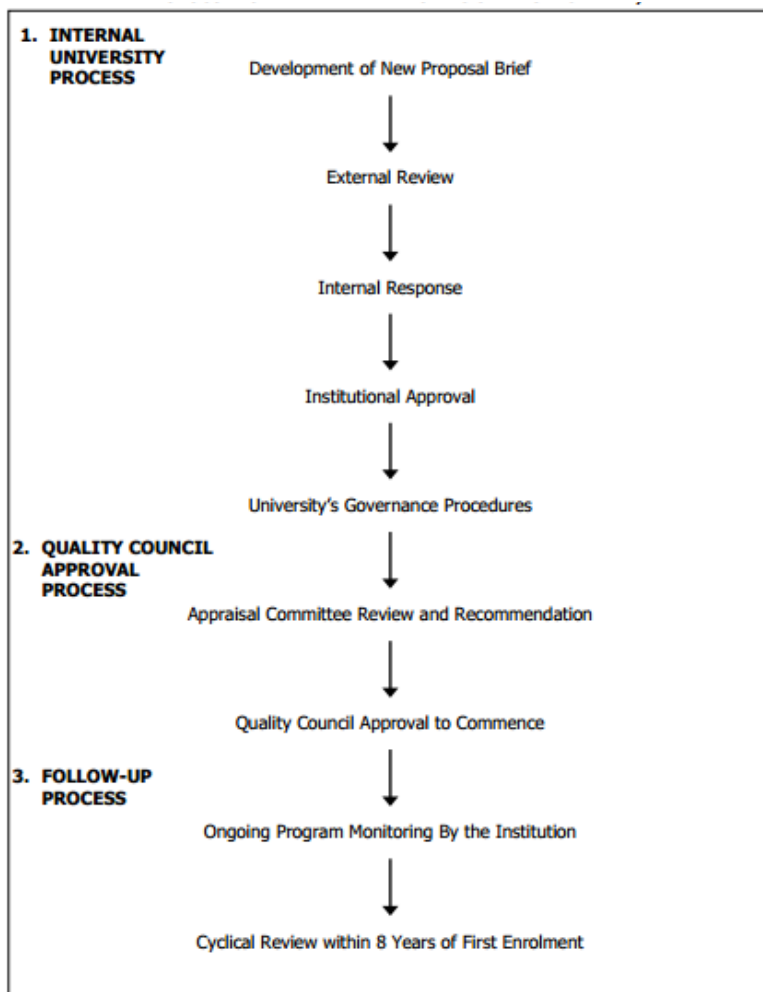 1. INTERNAL
UNIVERSITY
PROCESS
Development of New Proposal Brief
External Review
Internal Response
Institutional Approval
University's Governance Procedures
2. QUALITY COUNCIL
APPROVAL
PROCESS
Appraisal Committee Review and Recommendation
Quality Council Approval to Commence
3. FOLLOW-UP
PROCESS
Ongoing Program Monitoring By the Institution
Cyclical Review within 8 Years of First Enrolment